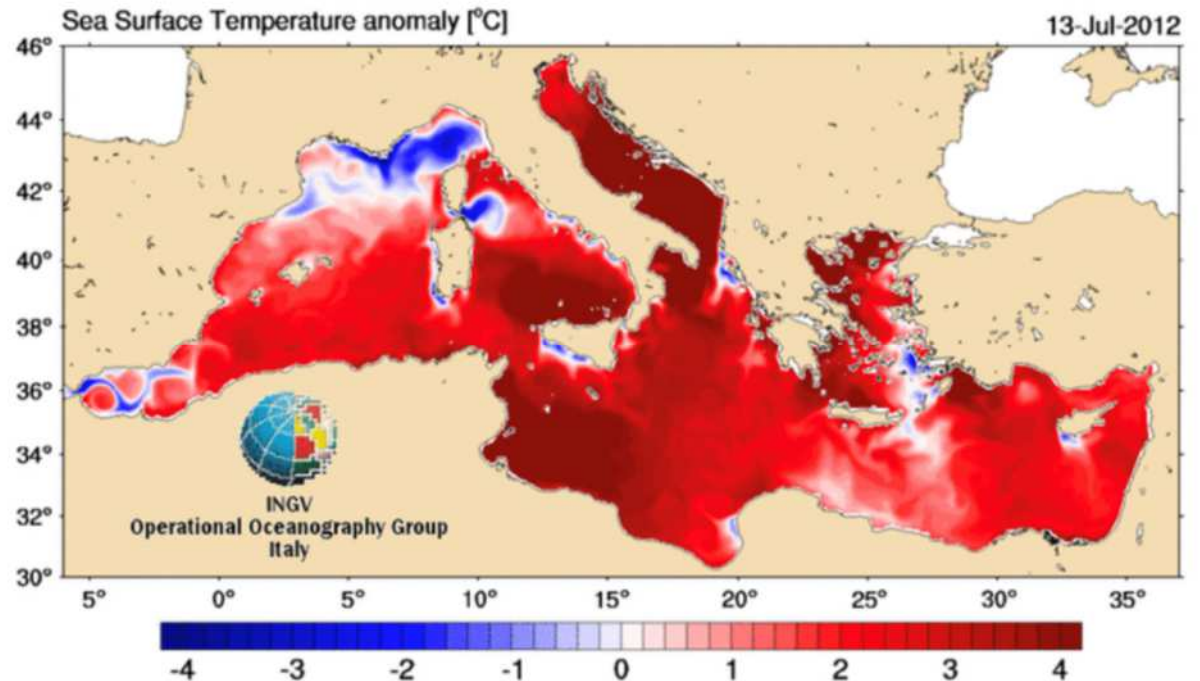 Sea Surface Temperature anomaly [°C] 13-Jul-2012
46°
44°
42°
40°
38°
36°
34°
32°
30°
INGV
Operational Oceanography Group
Italy
5° 0° 5° 10° 15° 20° 25° 30° 35°
-4 -3 -2 -1 0 1 2 3 4